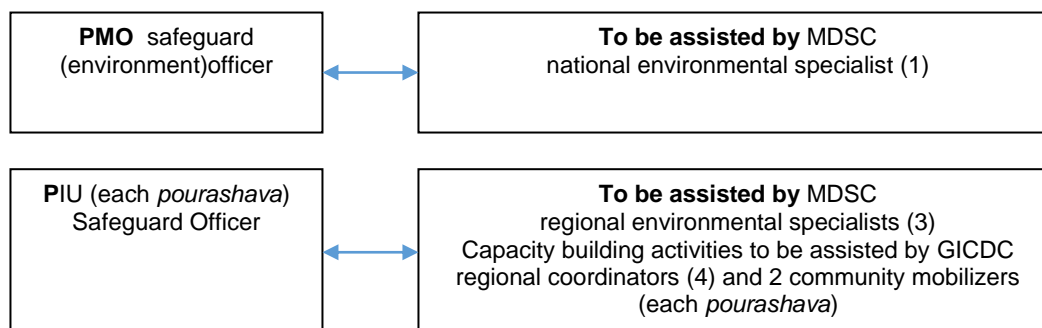 PMO safeguard
(environment)officer
To be assisted by MDSC
national environmental specialist (1)
PIU (each pourashava)
Safeguard Officer
To be assisted by MDSC
regional environmental specialists (3)
Capacity building activities to be assisted by GICDC
regional coordinators (4) and 2 community mobilizers
(each pourashava)